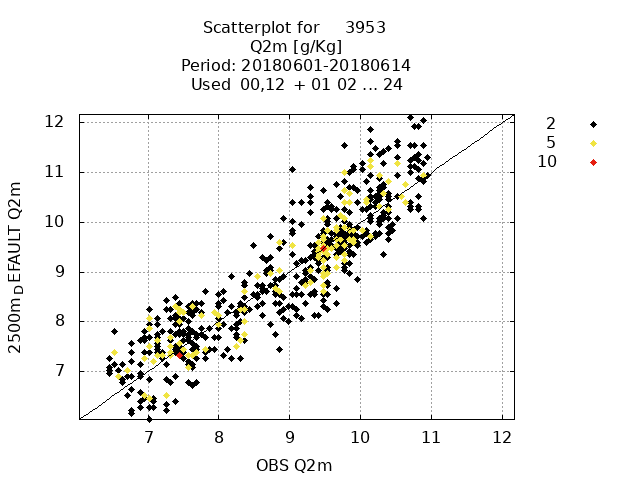 Scatterplot for 3953
Q2m [g/Kg]
Period: 20180601-20180614
Used 00,12 + 01 02 ... 24
2
5
10
12
11
10
9
8
7
2500m_DEFAULT Q2m
7 8 9 10 11 12
OBS Q2m